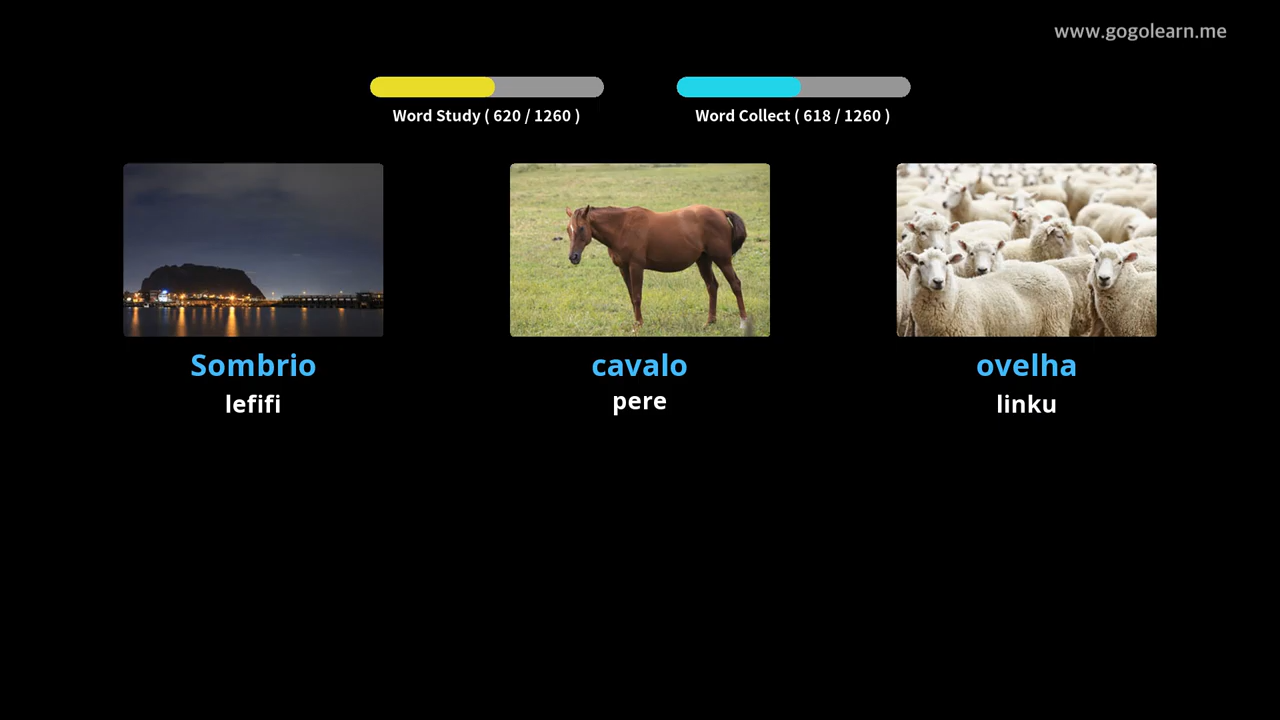 www.gogolearn.me
Word Study ( 620 / 1260 )
Word Collect ( 618 / 1260 )
Sombrio
lefifi
cavalo
pere
ovelha
linku